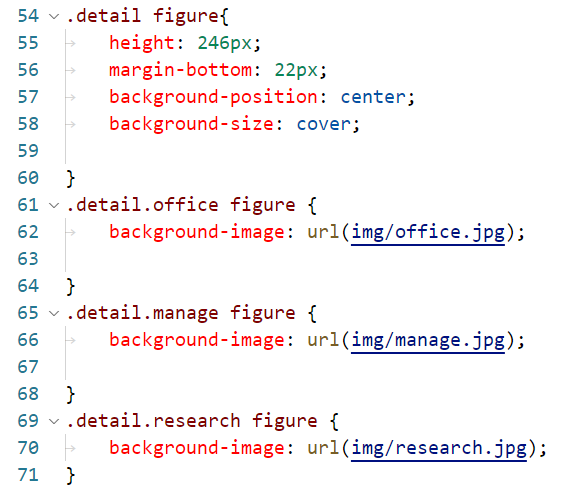 54 .detail figure{
55 height: 246px;
56 margin-bottom: 22px;
57 background-position: center;
58 background-size: cover;
59
60 }
61 .detail.office figure {
62 background-image: url(img/office.jpg);
63
64 }
65 .detail.manage figure {
66 background-image: url(img/manage.jpg);
67
68 }
69 .detail.research figure {
70 background-image: url(img/research.jpg);
71 }